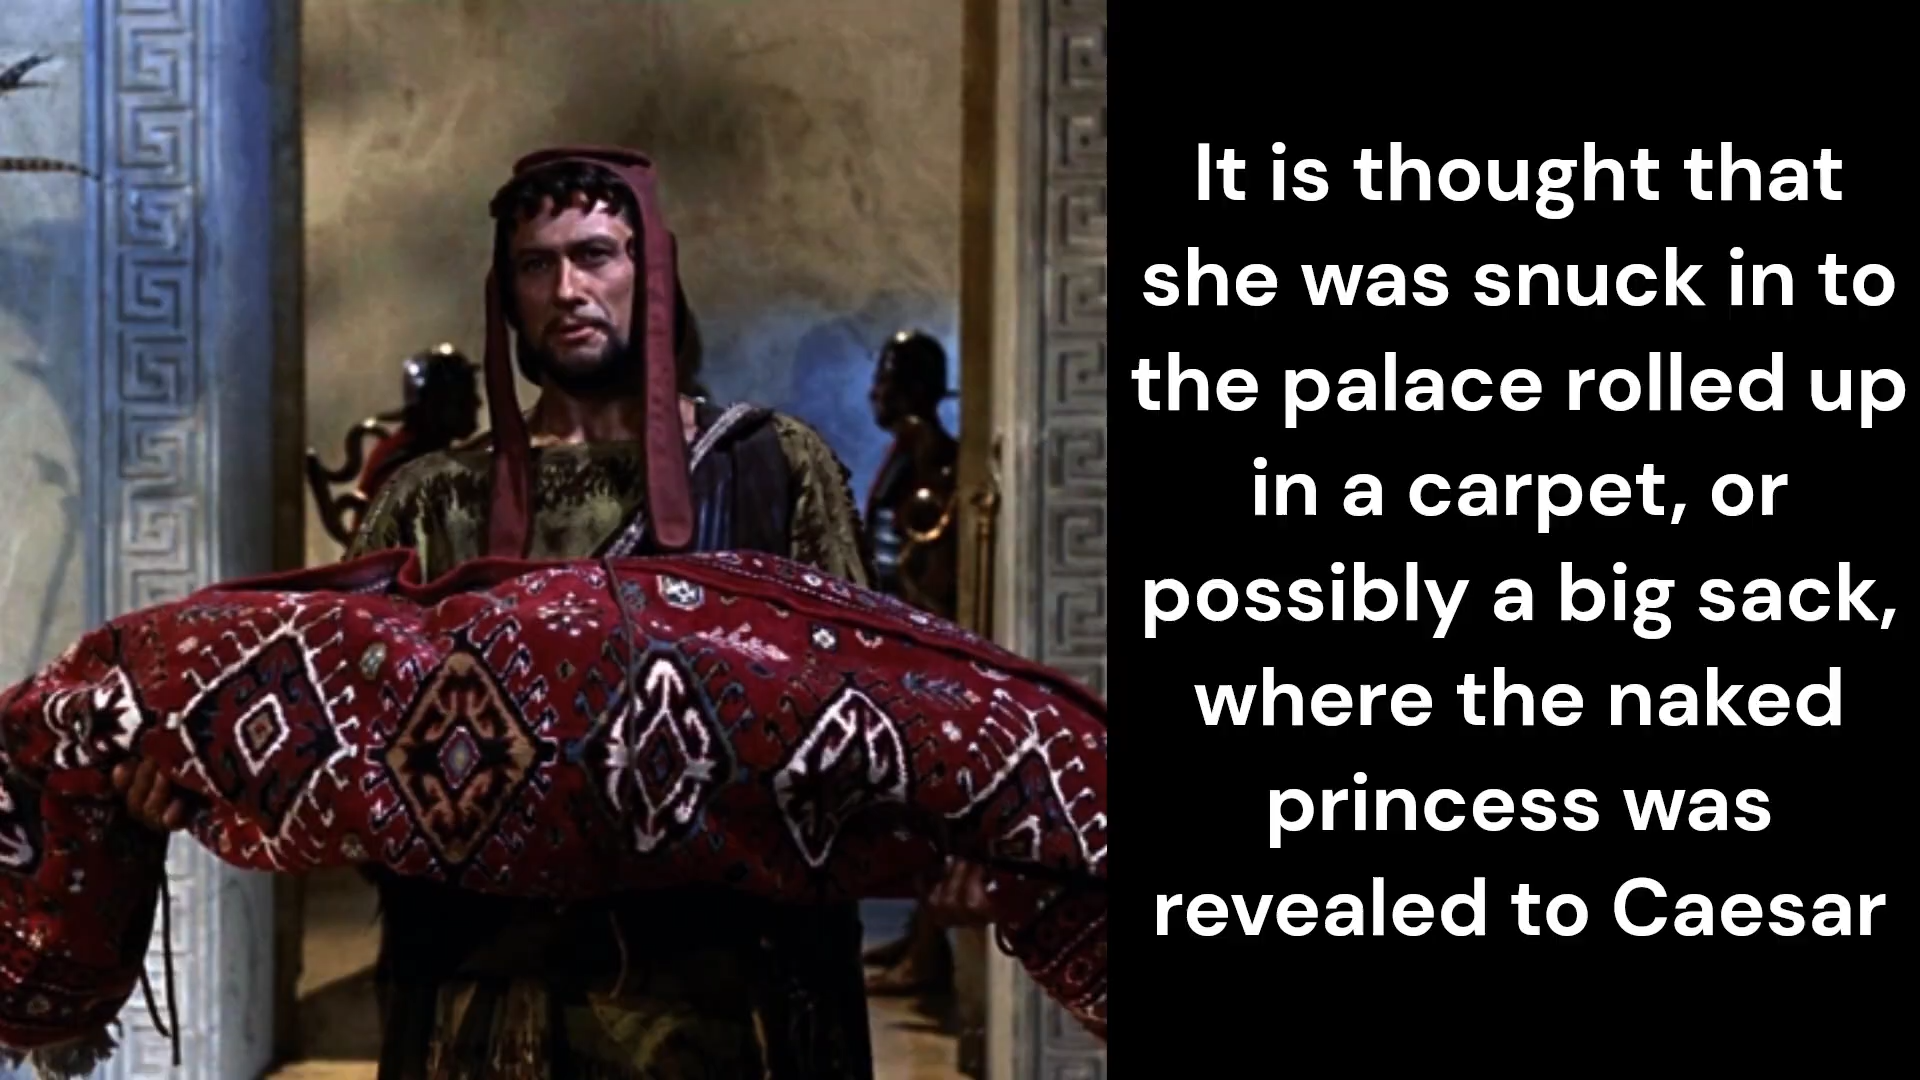 It is thought that
she was snuck in to
the palace rolled up
in a carpet, or
possibly a big sack,
where the naked
princess was
revealed to Caesar